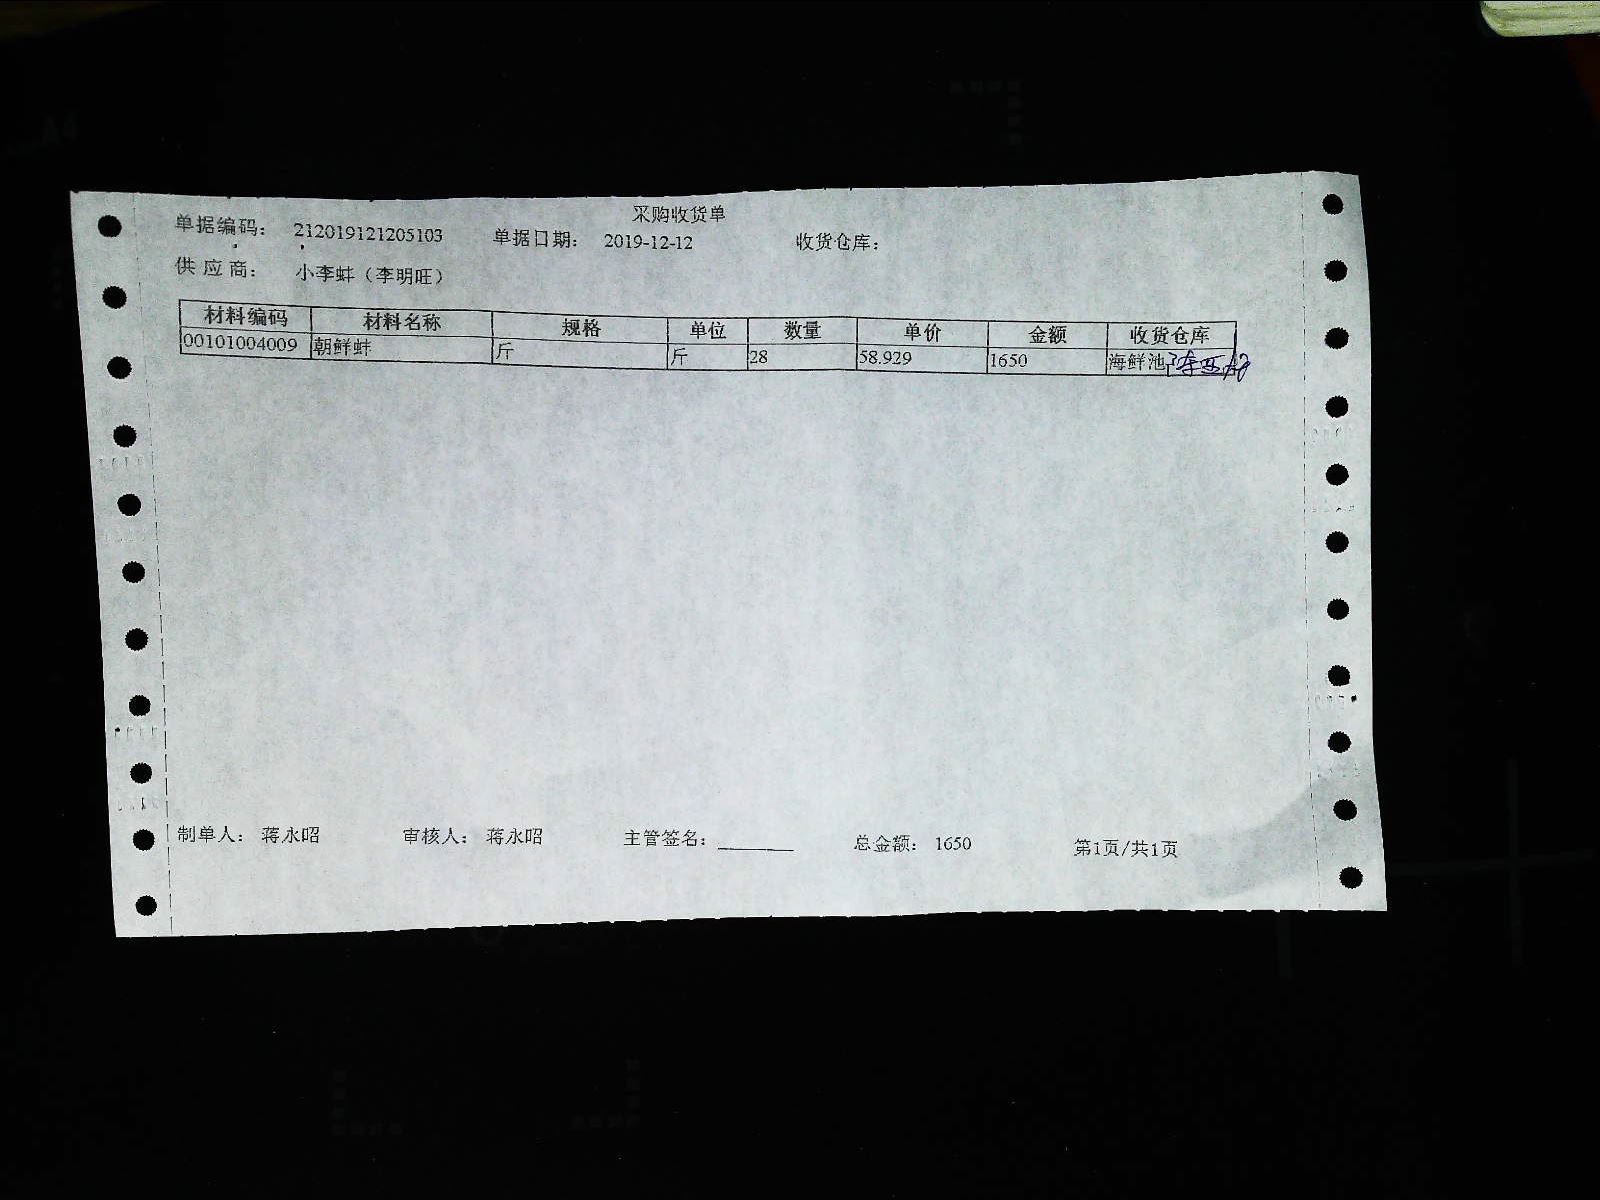 采购收货单
单据编码： 212019121205103 单据日期： 2019-12-12 收货仓库：
供 应 商： 小李蚌（李明旺）
材料编码 材料名称 规格 单位 数量 单价 金额 收货仓库
00101004009 朝鲜蚌 斤 斤 28 58.929 1650 海鲜池
制单人： 蒋永昭 审核人： 蒋永昭 主管签名： 总金额： 1650 第1页/共1页